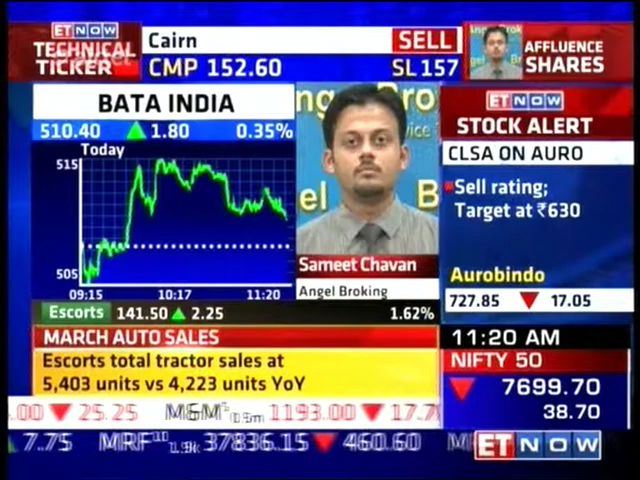 ET NOW
TECHNICAL
TICKER
Cairn
SELL
CMP 152.60
SL 157
AFFLUENCE
SHARES
BATA INDIA
510.40 ▲ 1.80 0.35%
Today
515
505
09:15 10:17 11:20
Sameet Chavan
Angel Broking
ET NOW
STOCK ALERT
CLSA ON AURO
Sell rating;
Target at ₹630
Aurobindo
727.85 ▼ 17.05
Escorts 141.50 ▲ 2.25 1.62%
MARCH AUTO SALES
Escorts total tractor sales at
5,403 units vs 4,223 units YoY
11:20 AM
NIFTY 50
▼ 7699.70
38.70
.00 ▼ 25.25 M&M 1193.00 ▼ 17.7
7.75 MRF 37836.15 ▼ 460.60
ET NOW